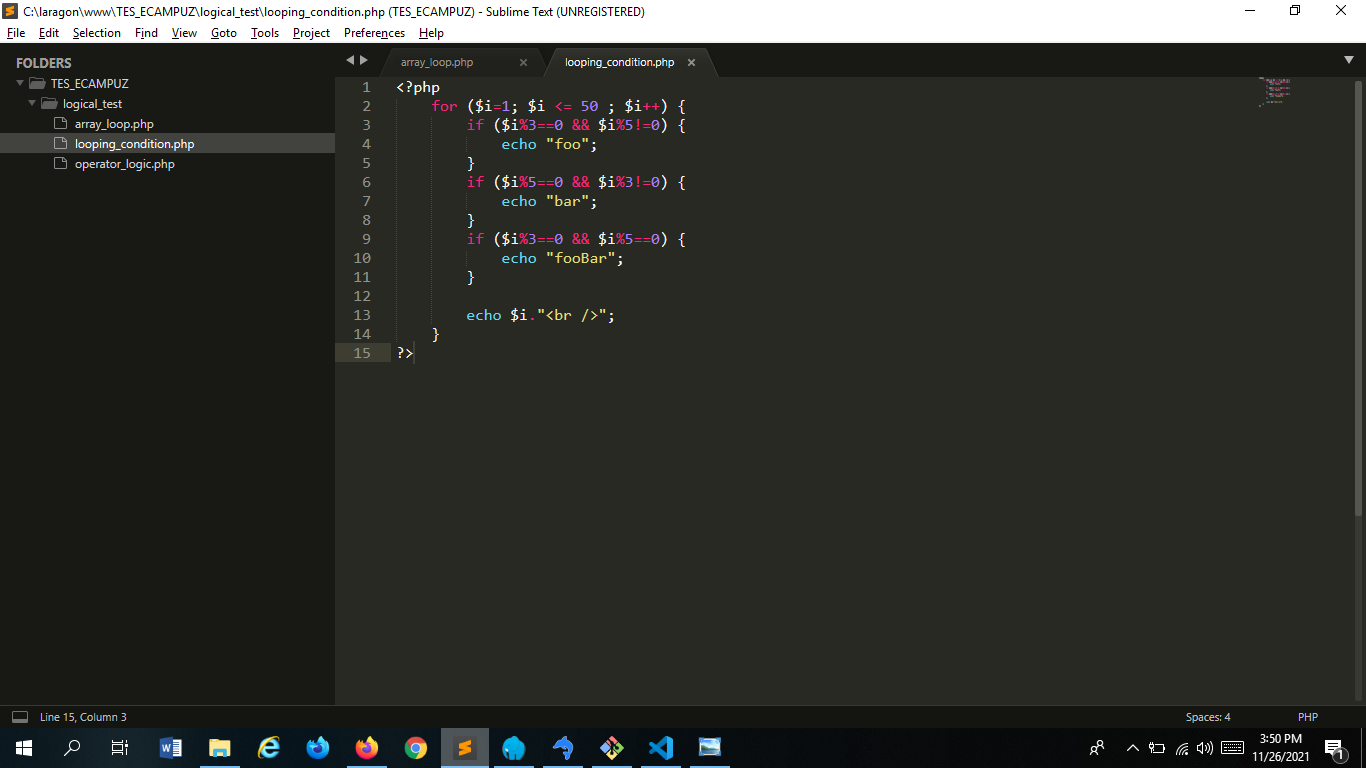 C:\laragon\www\TES_ECAMPUZ\logical_test\looping_condition.php (TES_ECAMPUZ) - Sublime Text (UNREGISTERED)
File Edit Selection Find View Goto Tools Project Preferences Help
FOLDERS
TES_ECAMPUZ
logical_test
array_loop.php
looping_condition.php
operator_logic.php
array_loop.php × looping_condition.php ×
1 <?php
2     for ($i=1; $i <= 50 ; $i++) {
3         if ($i%3==0 && $i%5!=0) {
4             echo "foo";
5         }
6         if ($i%5==0 && $i%3!=0) {
7             echo "bar";
8         }
9         if ($i%3==0 && $i%5==0) {
10             echo "fooBar";
11         }
12
13         echo $i."<br />";
14     }
15 ?>
Line 15, Column 3
Spaces: 4
PHP
3:50 PM
11/26/2021
1